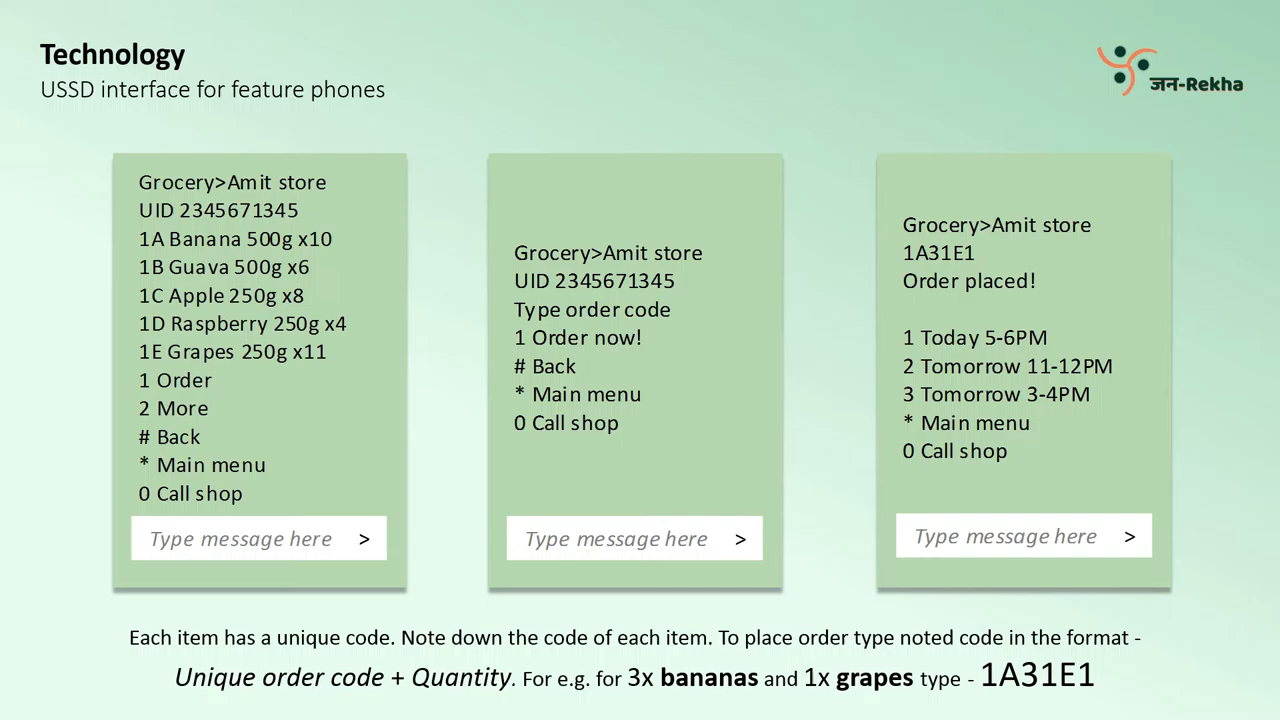 Technology
USSD interface for feature phones
जन-Rekha
Grocery>Amit store
UID 2345671345
1A Banana 500g x10
1B Guava 500g x6
1C Apple 250g x8
1D Raspberry 250g x4
1E Grapes 250g x11
1 Order
2 More
# Back
* Main menu
0 Call shop
Type message here >
Grocery>Amit store
UID 2345671345
Type order code
1 Order now!
# Back
* Main menu
0 Call shop
Type message here >
Grocery>Amit store
1A31E1
Order placed!
1 Today 5-6PM
2 Tomorrow 11-12PM
3 Tomorrow 3-4PM
* Main menu
0 Call shop
Type message here >
Each item has a unique code. Note down the code of each item. To place order type noted code in the format -
Unique order code + Quantity. For e.g. for 3x bananas and 1x grapes type - 1A31E1